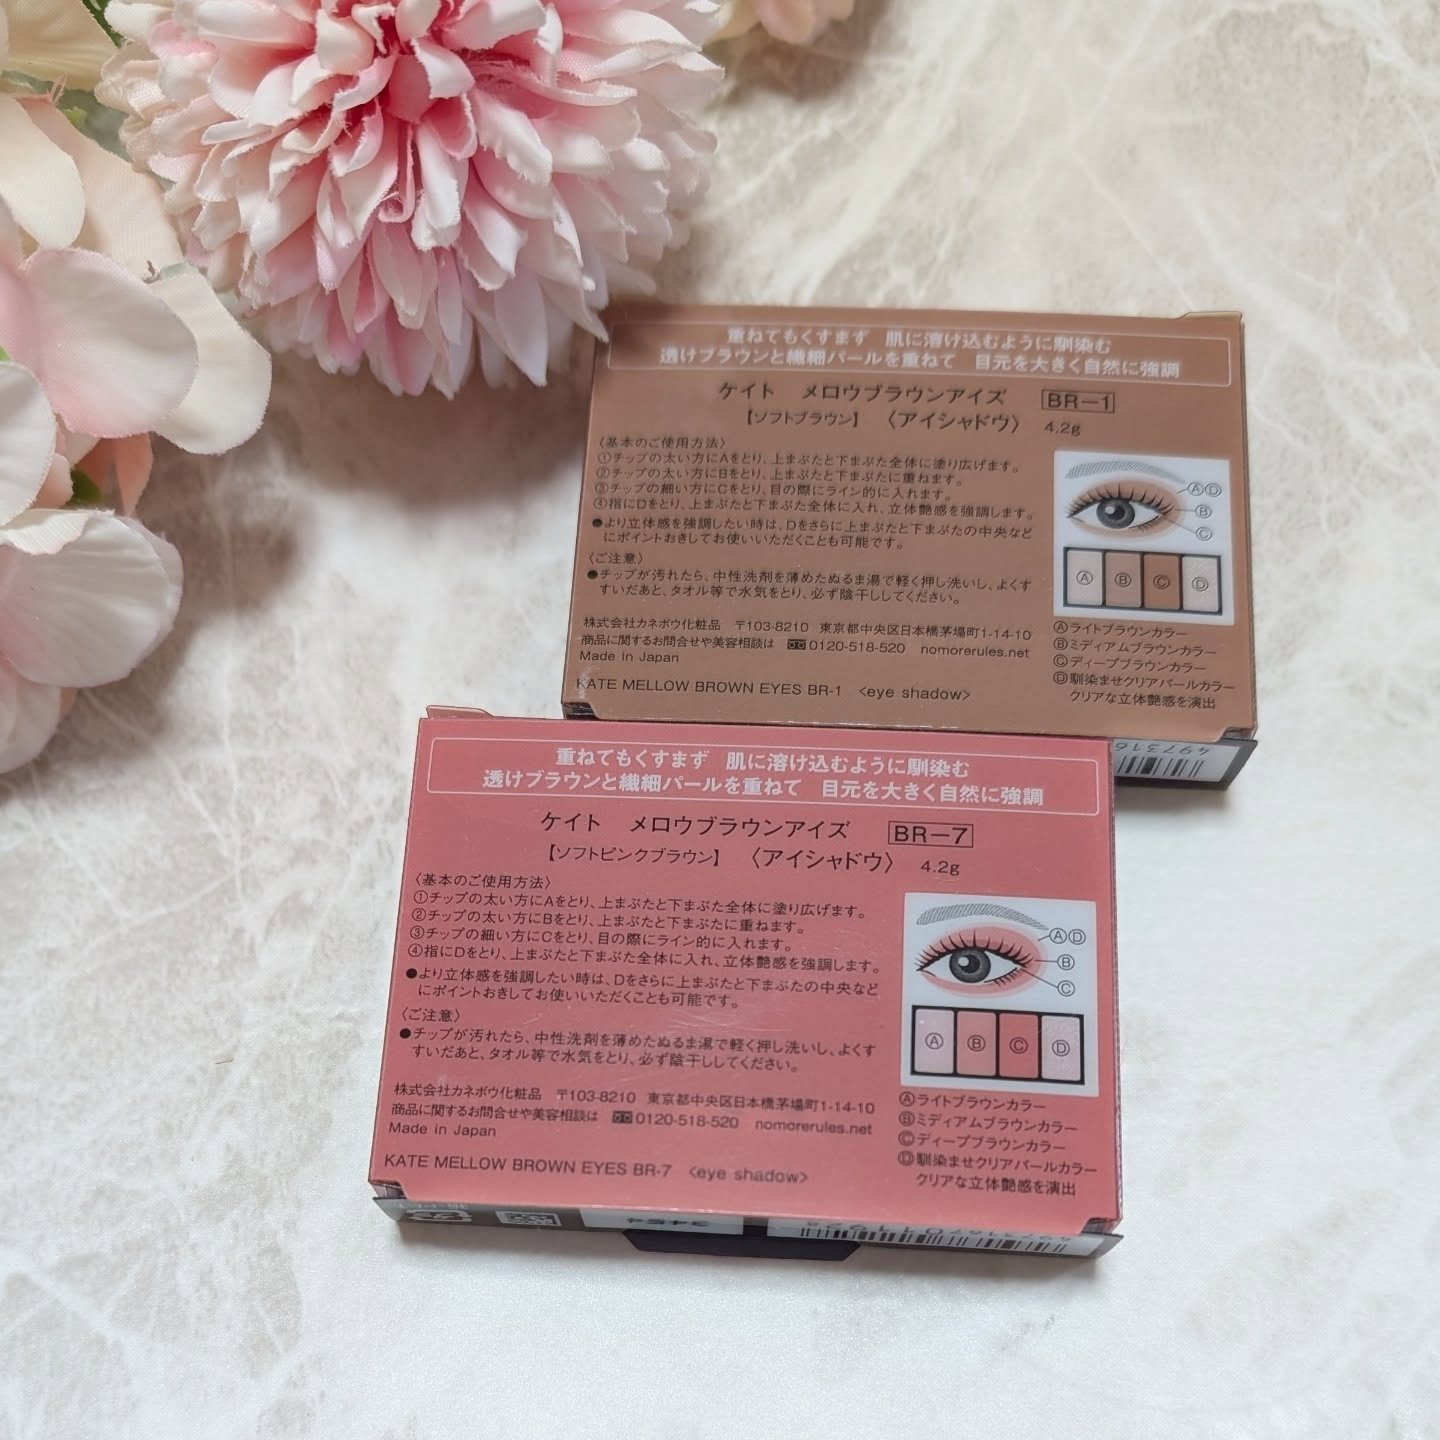 重ねてもくすまず 肌に溶け込むように馴染む
透けブラウンと繊細パールを重ねて 目元を大きく自然に強調
ケイト メロウブラウンアイズ BR-1
【ソフトブラウン】 〈アイシャドウ〉 4.2g
〈基本のご使用方法〉
①チップの太い方にAをとり、上まぶたと下まぶた全体に塗り広げます。
②チップの太い方にBをとり、上まぶたと下まぶたに重ねます。
③チップの細い方にCをとり、目の際にライン的に入れます。
④指にDをとり、上まぶたと下まぶた全体に入れ、立体艶感を強調します。
●より立体感を強調したい時は、Dをさらに上まぶたと下まぶたの中央など
にポイントおきしてお使いいただくことも可能です。
〈ご注意〉
●チップが汚れたら、中性洗剤を薄めたぬるま湯で軽く押し洗いし、よくす
すいだあと、タオル等で水気をとり、必ず陰干ししてください。
株式会社カネボウ化粧品 〒103-8210 東京都中央区日本橋茅場町1-14-10
商品に関するお問合せや美容相談は 0120-518-520 nomorerules.net
Made in Japan
KATE MELLOW BROWN EYES BR-1 <eye shadow>
ⒶⒹ
Ⓑ
Ⓒ
Ⓐ Ⓑ Ⓒ Ⓓ
Ⓐライトブラウンカラー
Ⓑミディアムブラウンカラー
Ⓒディープブラウンカラー
Ⓓ馴染ませクリアパールカラー
クリアな立体艶感を演出
497316
重ねてもくすまず 肌に溶け込むように馴染む
透けブラウンと繊細パールを重ねて 目元を大きく自然に強調
ケイト メロウブラウンアイズ BR-7
【ソフトピンクブラウン】 〈アイシャドウ〉 4.2g
〈基本のご使用方法〉
①チップの太い方にAをとり、上まぶたと下まぶた全体に塗り広げます。
②チップの太い方にBをとり、上まぶたと下まぶたに重ねます。
③チップの細い方にCをとり、目の際にライン的に入れます。
④指にDをとり、上まぶたと下まぶた全体に入れ、立体艶感を強調します。
●より立体感を強調したい時は、Dをさらに上まぶたと下まぶたの中央など
にポイントおきしてお使いいただくことも可能です。
〈ご注意〉
●チップが汚れたら、中性洗剤を薄めたぬるま湯で軽く押し洗いし、よくす
すいだあと、タオル等で水気をとり、必ず陰干ししてください。
株式会社カネボウ化粧品 〒103-8210 東京都中央区日本橋茅場町1-14-10
商品に関するお問合せや美容相談は 0120-518-520 nomorerules.net
Made in Japan
KATE MELLOW BROWN EYES BR-7 <eye shadow>
ⒶⒹ
Ⓑ
Ⓒ
Ⓐ Ⓑ Ⓒ Ⓓ
Ⓐライトブラウンカラー
Ⓑミディアムブラウンカラー
Ⓒディープブラウンカラー
Ⓓ馴染ませクリアパールカラー
クリアな立体艶感を演出